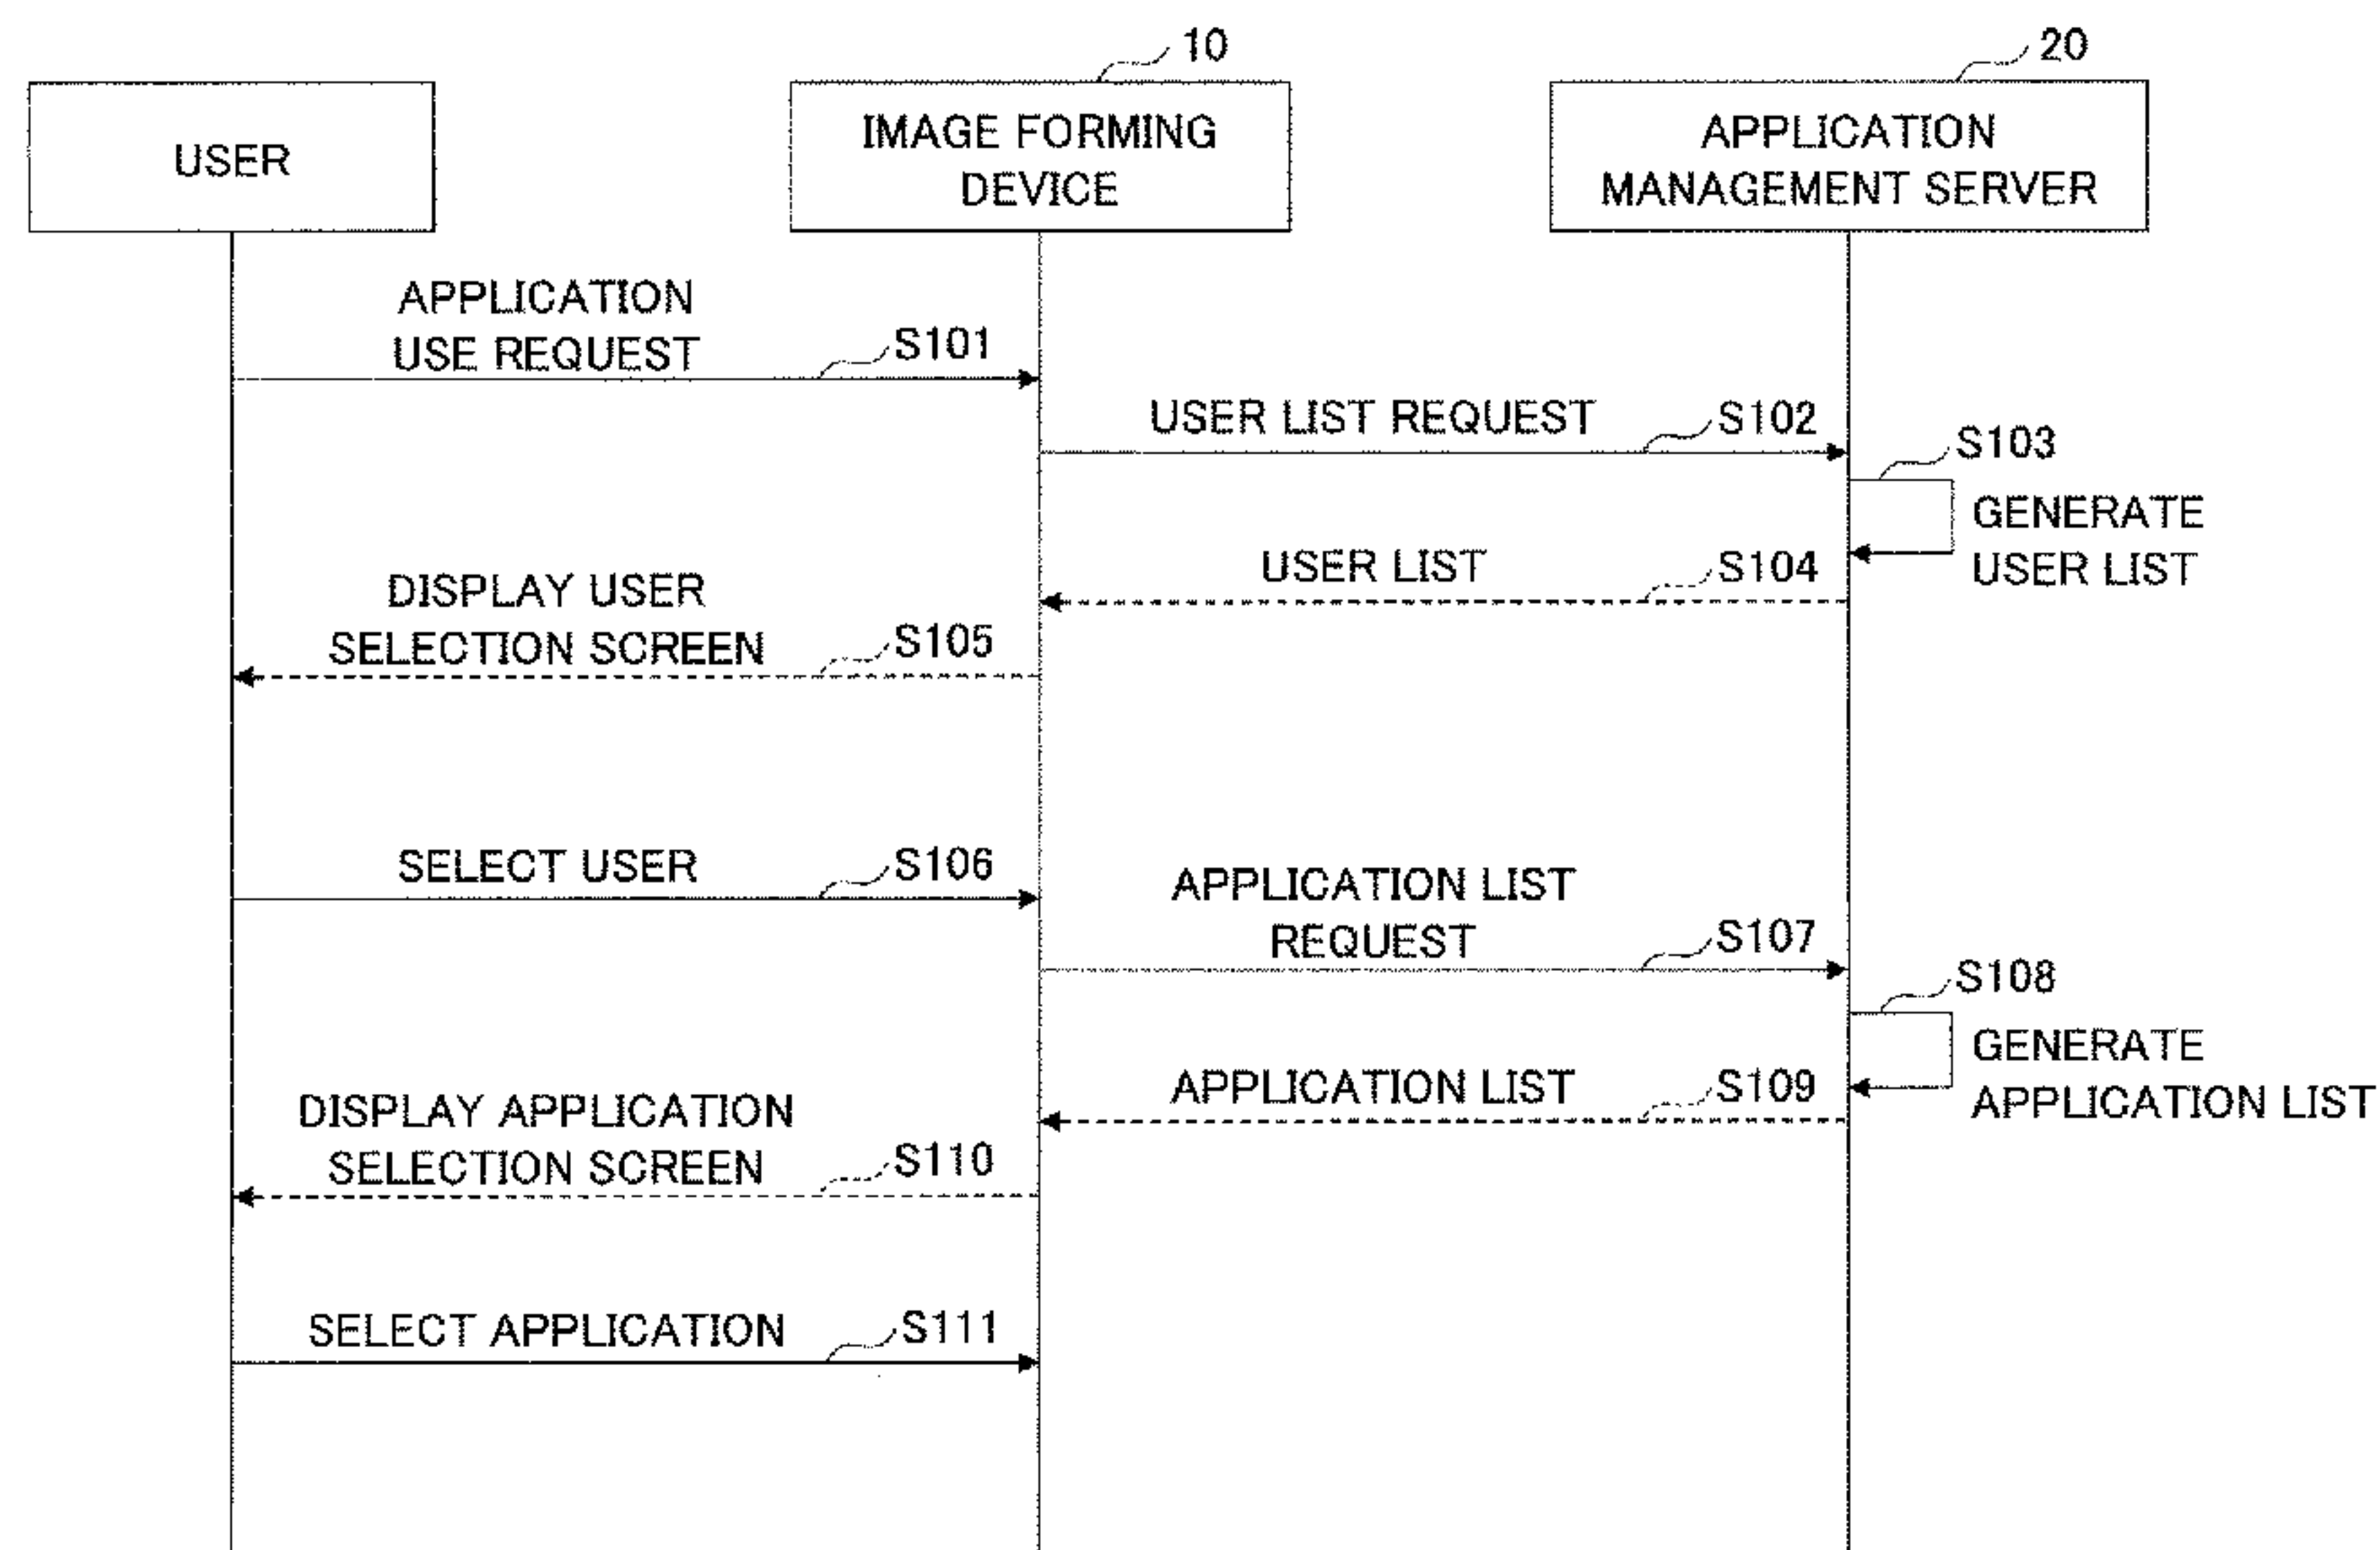 10
20
USER
IMAGE FORMING
DEVICE
APPLICATION
MANAGEMENT SERVER
APPLICATION
USE REQUEST
S101
USER LIST REQUEST
S102
S103
GENERATE
USER LIST
USER LIST
S104
DISPLAY USER
SELECTION SCREEN
S105
SELECT USER
S106
APPLICATION LIST
REQUEST
S107
S108
GENERATE
APPLICATION LIST
APPLICATION LIST
S109
DISPLAY APPLICATION
SELECTION SCREEN
S110
SELECT APPLICATION
S111